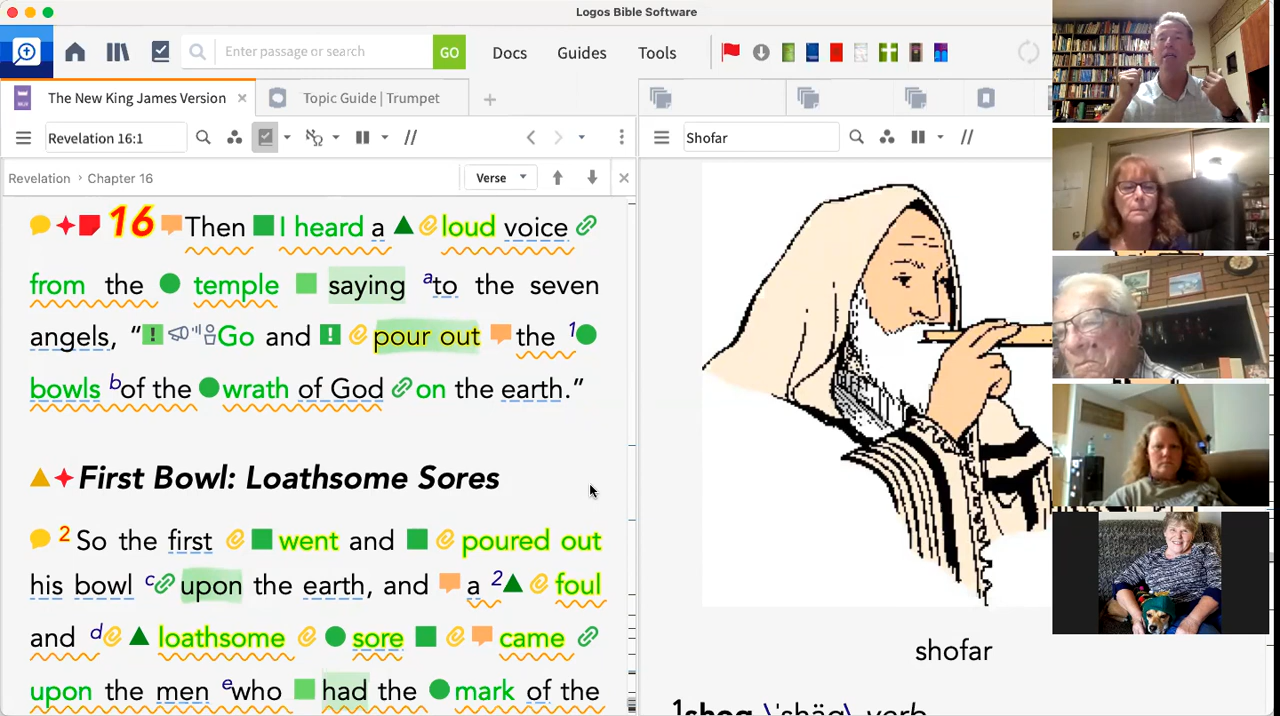 Logos Bible Software
Enter passage or search
GO
Docs
Guides
Tools
The New King James Version
Topic Guide | Trumpet
Revelation 16:1
Shofar
Revelation › Chapter 16
Verse
16 Then I heard a loud voice
from the temple saying ᵃto the seven
angels, “Go and pour out the ¹
bowls ᵇof the wrath of God on the earth.”
First Bowl: Loathsome Sores
2 So the first went and poured out
his bowl ᶜ upon the earth, and a ² foul
and ᵈ loathsome sore came
upon the men ᵉwho had the mark of the
shofar
¹shog \ˈshäg\ verb